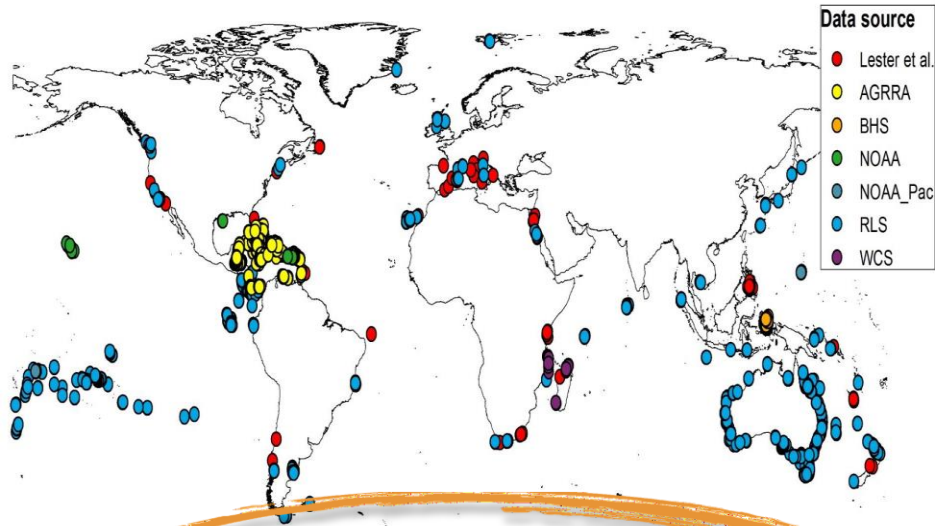 Data source
Lester et al.
AGRRA
BHS
NOAA
NOAA_Pac
RLS
WCS